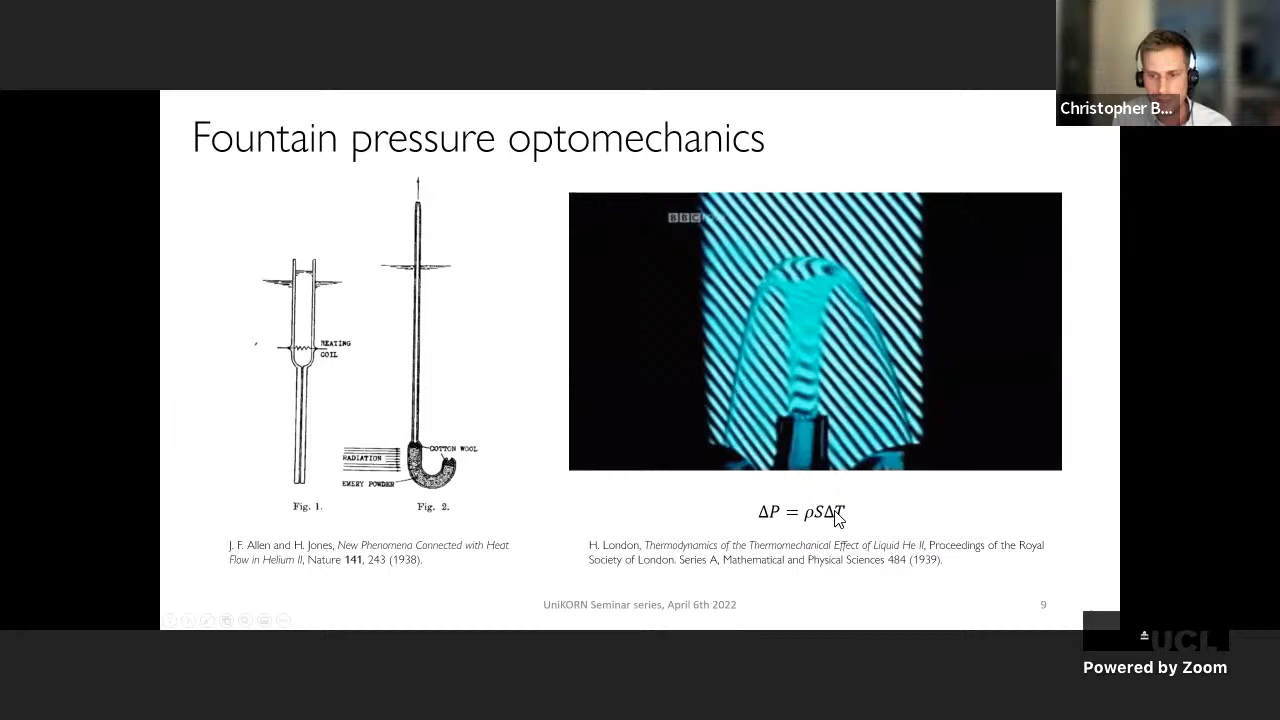 Christopher B...
Fountain pressure optomechanics
BBC
HEATING
COIL
COTTON WOOL
RADIATION
EMERY POWDER
Fig. 1.
Fig. 2.
ΔP = ρSΔT
J. F. Allen and H. Jones, New Phenomena Connected with Heat
Flow in Helium II, Nature 141, 243 (1938).
H. London, Thermodynamics of the Thermomechanical Effect of Liquid He II, Proceedings of the Royal
Society of London. Series A, Mathematical and Physical Sciences 484 (1939).
UniKORN Seminar series, April 6th 2022
9
UCL
Powered by Zoom